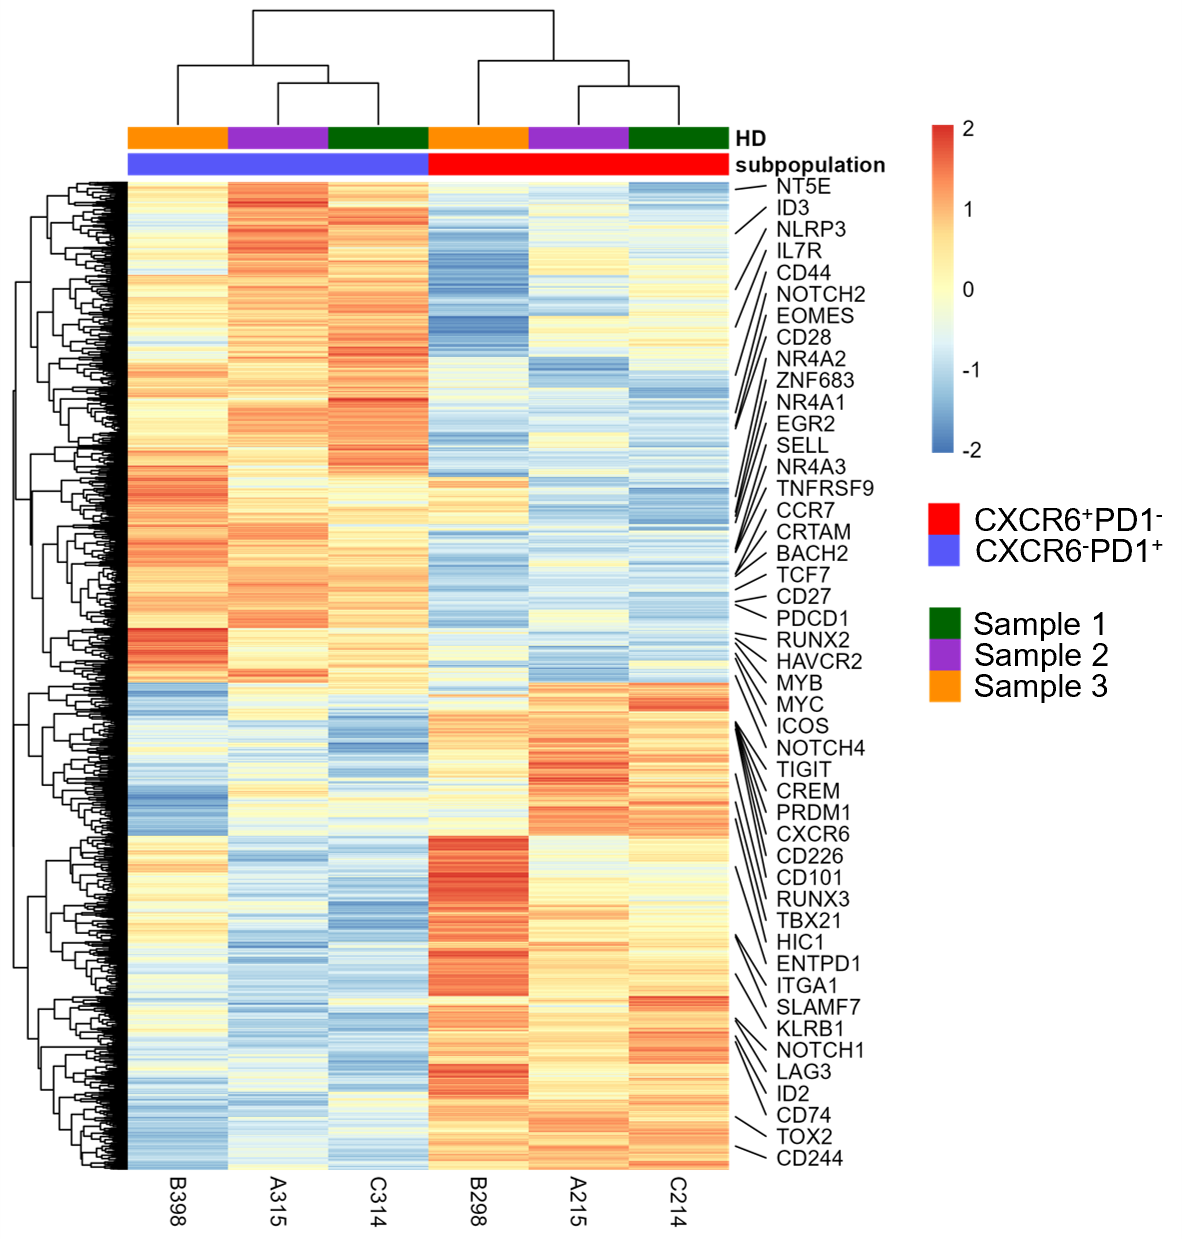 HD
subpopulation
NT5E
ID3
NLRP3
IL7R
CD44
NOTCH2
EOMES
CD28
NR4A2
ZNF683
NR4A1
EGR2
SELL
NR4A3
TNFRSF9
CCR7
CRTAM
BACH2
TCF7
CD27
PDCD1
RUNX2
HAVCR2
MYB
MYC
ICOS
NOTCH4
TIGIT
CREM
PRDM1
CXCR6
CD226
CD101
RUNX3
TBX21
HIC1
ENTPD1
ITGA1
SLAMF7
KLRB1
NOTCH1
LAG3
ID2
CD74
TOX2
CD244
2
1
0
-1
-2
CXCR6⁺PD1⁻
CXCR6⁻PD1⁺
Sample 1
Sample 2
Sample 3
B398
A315
C314
B298
A215
C214